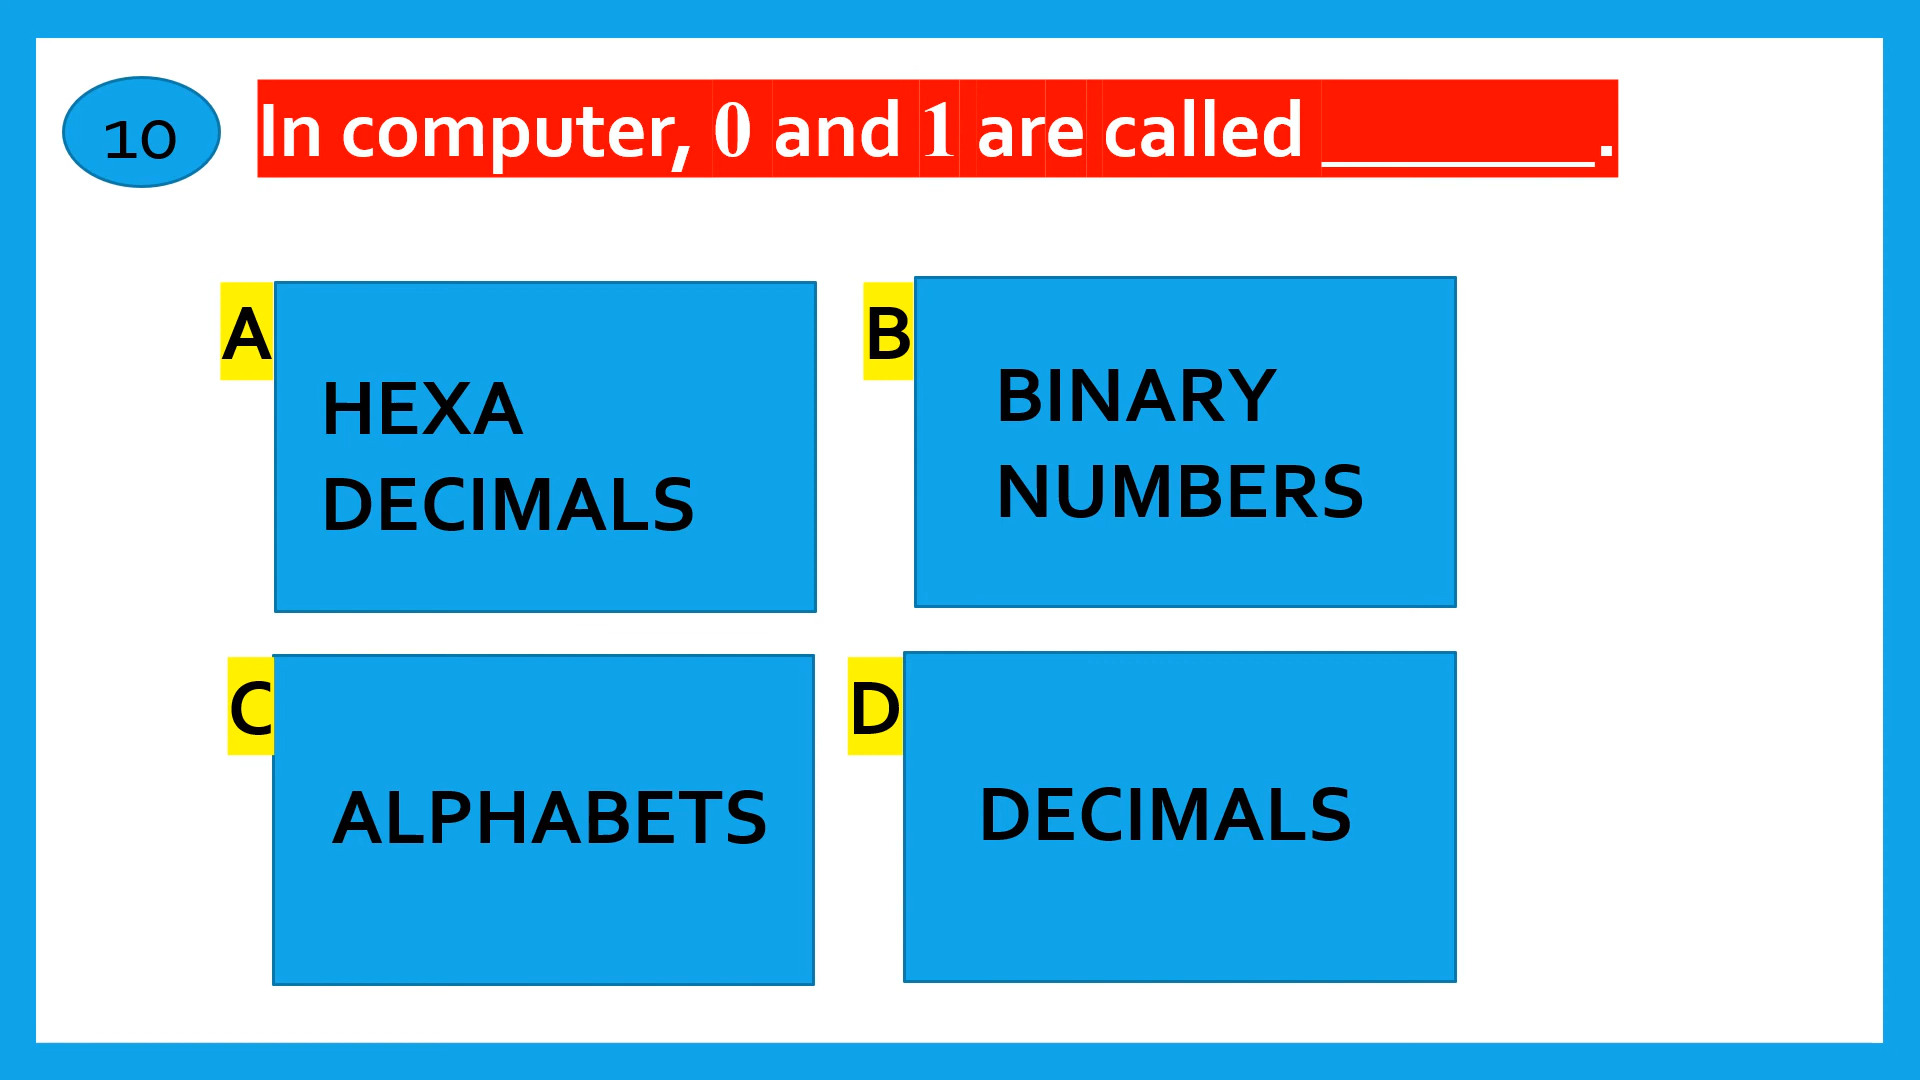 10
In computer, 0 and 1 are called ________.
A
HEXA
DECIMALS
B
BINARY
NUMBERS
C
ALPHABETS
D
DECIMALS